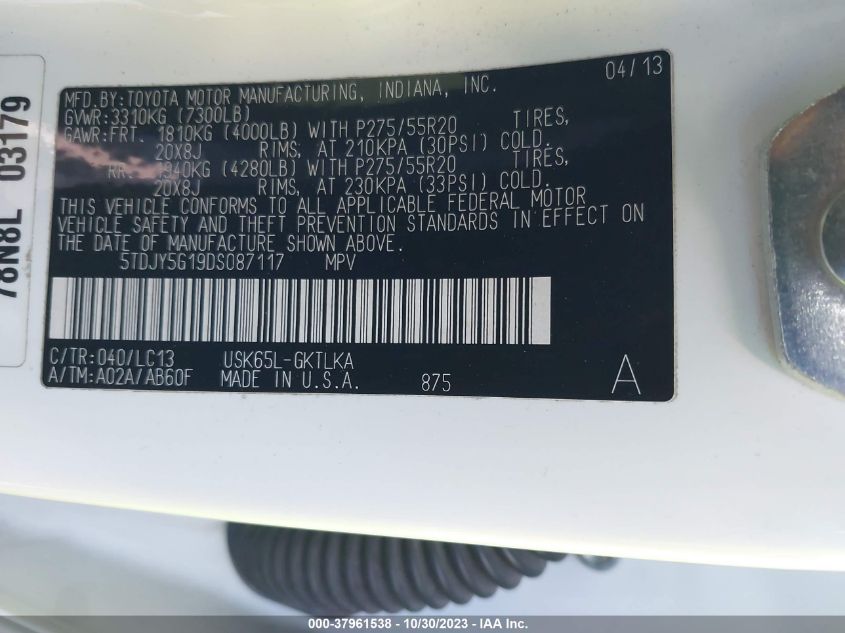 04/13
MFD.BY:TOYOTA MOTOR MANUFACTURING, INDIANA, INC.
GVWR:3310KG (7300LB)
GAWR:FRT. 1810KG (4000LB) WITH P275/55R20 TIRES,
20X8J RIMS, AT 210KPA (30PSI) COLD.
RR. 1940KG (4280LB) WITH P275/55R20 TIRES,
20X8J RIMS, AT 230KPA (33PSI) COLD.
THIS VEHICLE CONFORMS TO ALL APPLICABLE FEDERAL MOTOR
VEHICLE SAFETY AND THEFT PREVENTION STANDARDS IN EFFECT ON
THE DATE OF MANUFACTURE SHOWN ABOVE.
5TDJY5G19DS087117 MPV
C/TR:040/LC13 USK65L-GKTLKA
A/TM:A02A/AB60F MADE IN U.S.A. 875 A
78N8L 03179
000-37961538 - 10/30/2023 - IAA Inc.